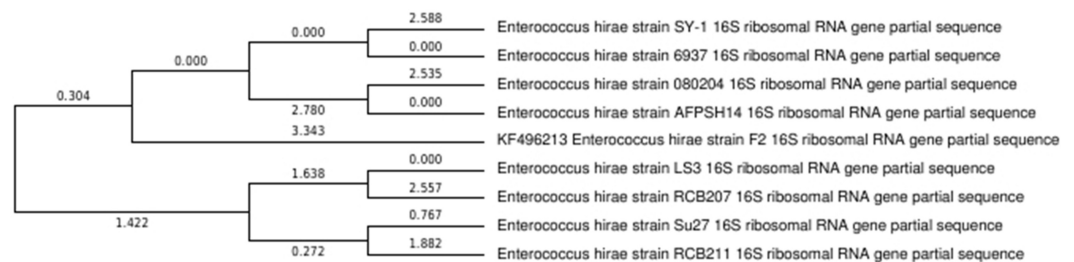 2.588
Enterococcus hirae strain SY-1 16S ribosomal RNA gene partial sequence
0.000
0.000
Enterococcus hirae strain 6937 16S ribosomal RNA gene partial sequence
0.000
2.535
Enterococcus hirae strain 080204 16S ribosomal RNA gene partial sequence
0.304
0.000
2.780
Enterococcus hirae strain AFPSH14 16S ribosomal RNA gene partial sequence
3.343
KF496213 Enterococcus hirae strain F2 16S ribosomal RNA gene partial sequence
0.000
Enterococcus hirae strain LS3 16S ribosomal RNA gene partial sequence
1.638
2.557
Enterococcus hirae strain RCB207 16S ribosomal RNA gene partial sequence
1.422
0.767
Enterococcus hirae strain Su27 16S ribosomal RNA gene partial sequence
0.272
1.882
Enterococcus hirae strain RCB211 16S ribosomal RNA gene partial sequence